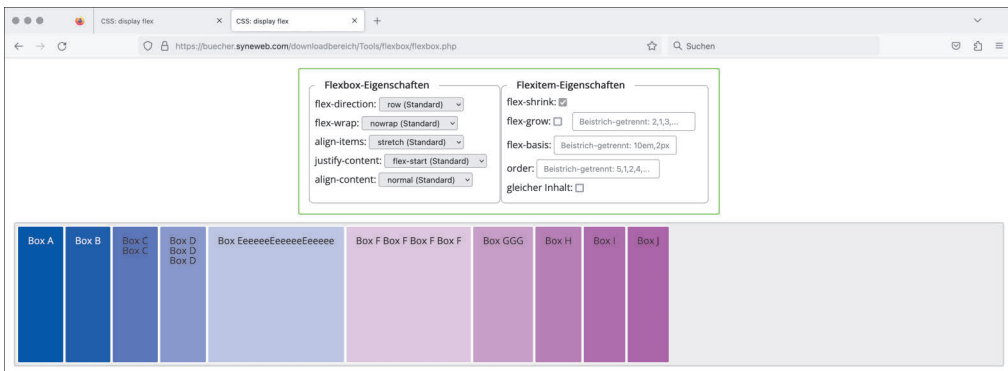 CSS: display flex
CSS: display flex
https://buecher.syneweb.com/downloadbereich/Tools/flexbox/flexbox.php
Suchen
Flexbox-Eigenschaften
flex-direction: row (Standard)
flex-wrap: nowrap (Standard)
align-items: stretch (Standard)
justify-content: flex-start (Standard)
align-content: normal (Standard)
Flexitem-Eigenschaften
flex-shrink:
flex-grow: Beistrich-getrennt: 2,1,3,...
flex-basis: Beistrich-getrennt: 10em,2px
order: Beistrich-getrennt: 5,1,2,4,...
gleicher Inhalt:
Box A
Box B
Box C
Box C
Box D
Box D
Box D
Box EeeeeeEeeeeeEeeeee
Box F Box F Box F Box F
Box GGG
Box H
Box I
Box J